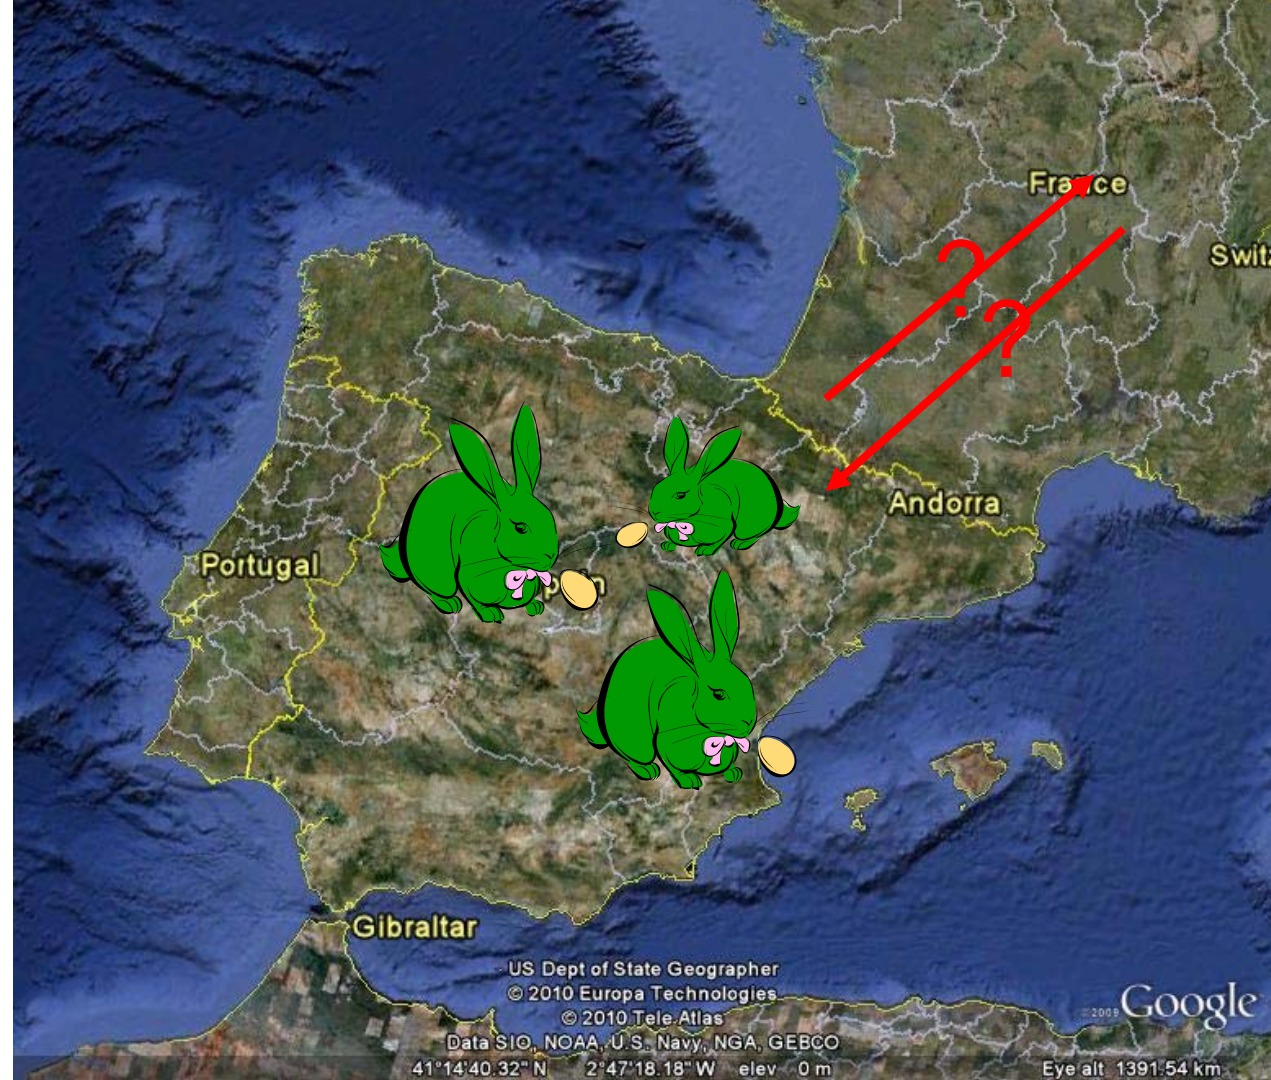 France
Switz
?
?
Andorra
Portugal
Gibraltar
US Dept of State Geographer
© 2010 Europa Technologies
© 2010 Tele Atlas
Data SIO, NOAA, U.S. Navy, NGA, GEBCO
©2009 Google
41°14'40.32" N 2°47'18.18" W elev 0 m Eye alt 1391.54 km